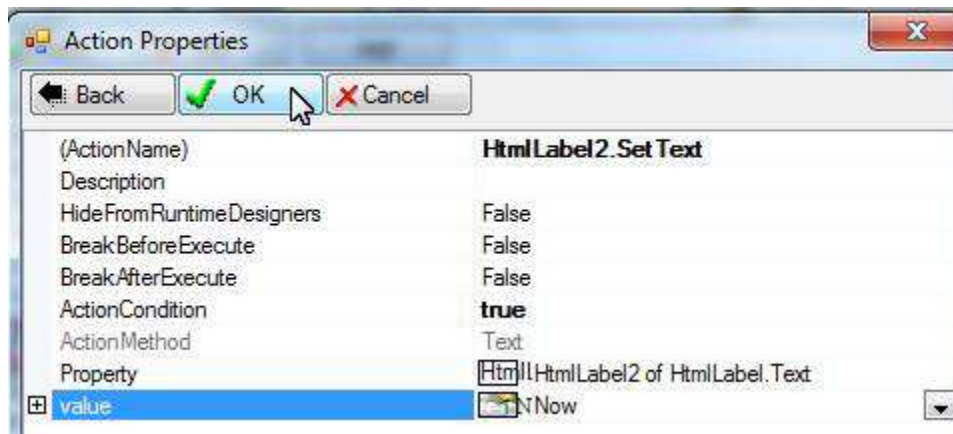 Action Properties
Back OK Cancel
(ActionName) HtmlLabel2.SetText
Description
HideFromRuntimeDesigners False
BreakBeforeExecute False
BreakAfterExecute False
ActionCondition true
ActionMethod Text
Property HtmlLabel2 of HtmlLabel.Text
value Now